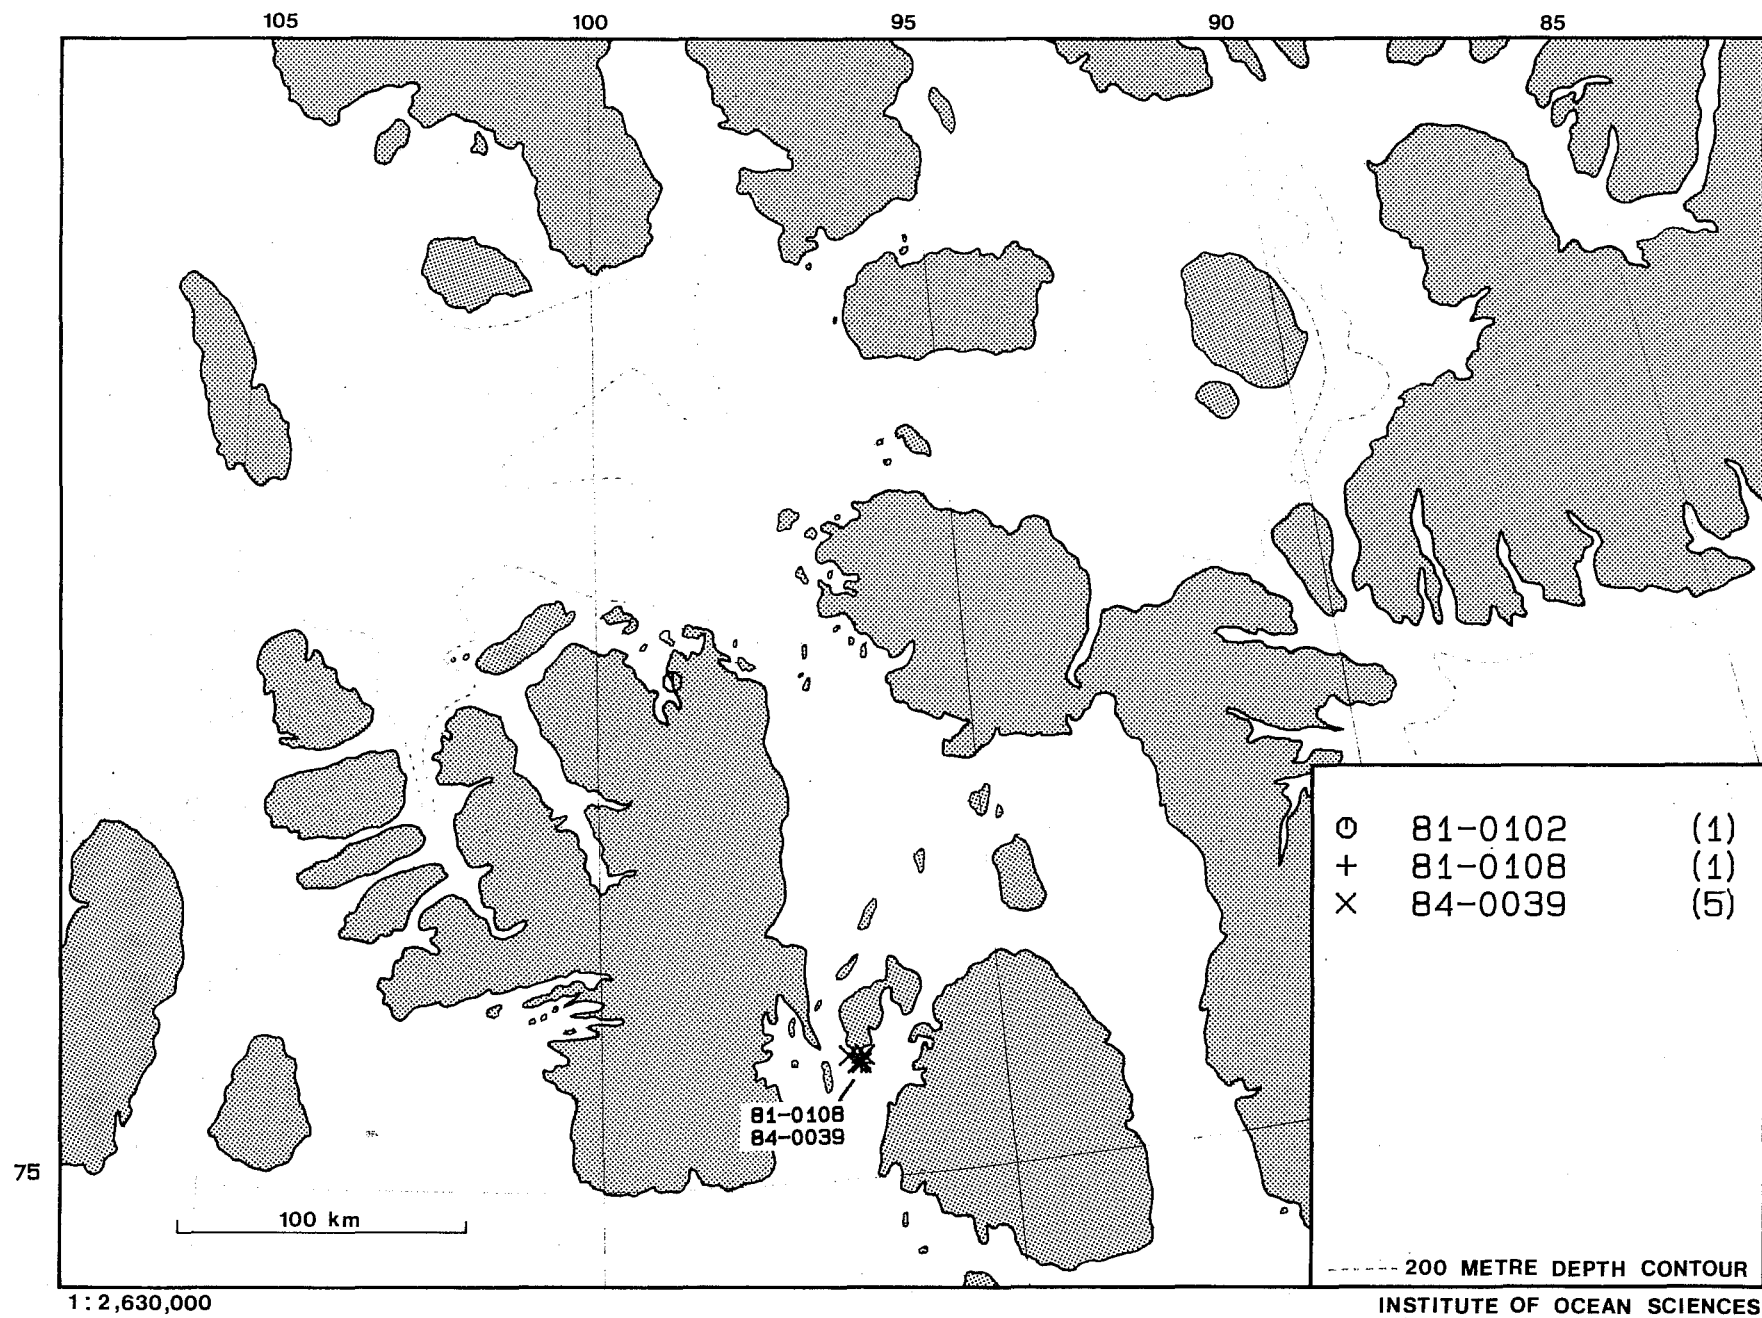 105 100 95 90 85
81-0102 (1)
+ 81-0108 (1)
× 84-0039 (5)
81-0108
84-0039
75
100 km
200 METRE DEPTH CONTOUR
1:2,630,000
INSTITUTE OF OCEAN SCIENCES